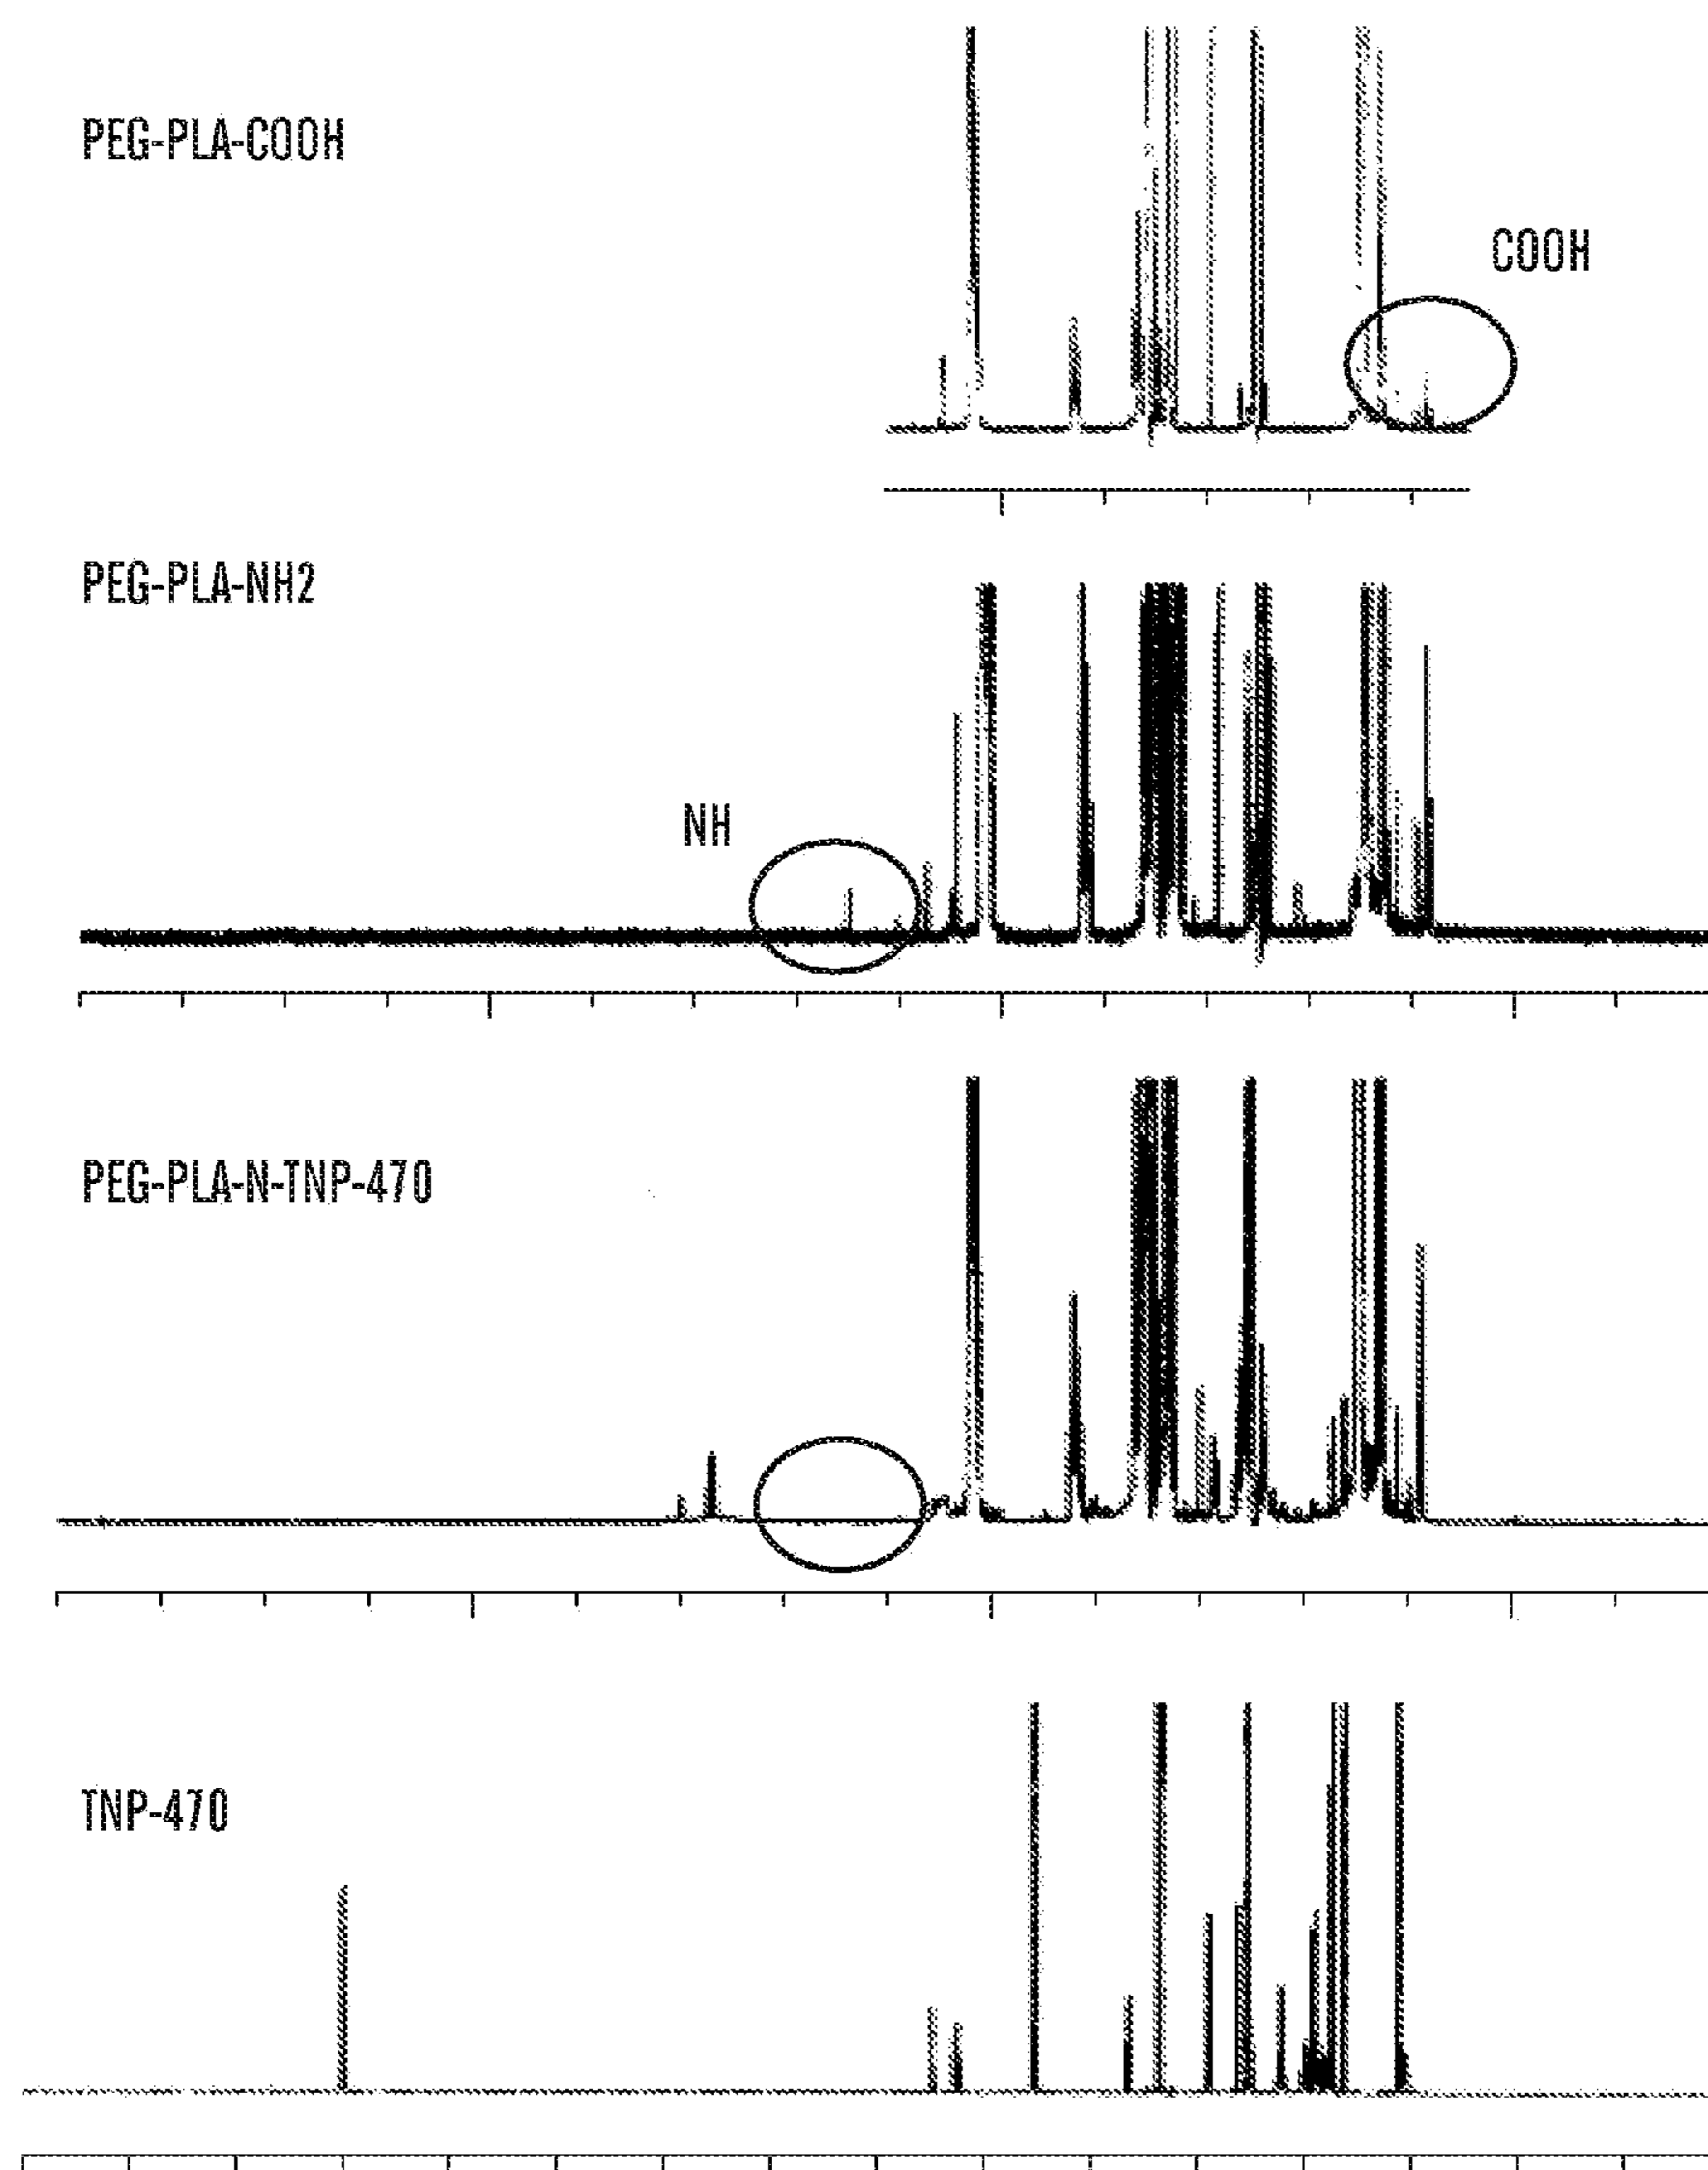 PEG-PLA-COOH
COOH
PEG-PLA-NH2
NH
PEG-PLA-N-TNP-470
TNP-470